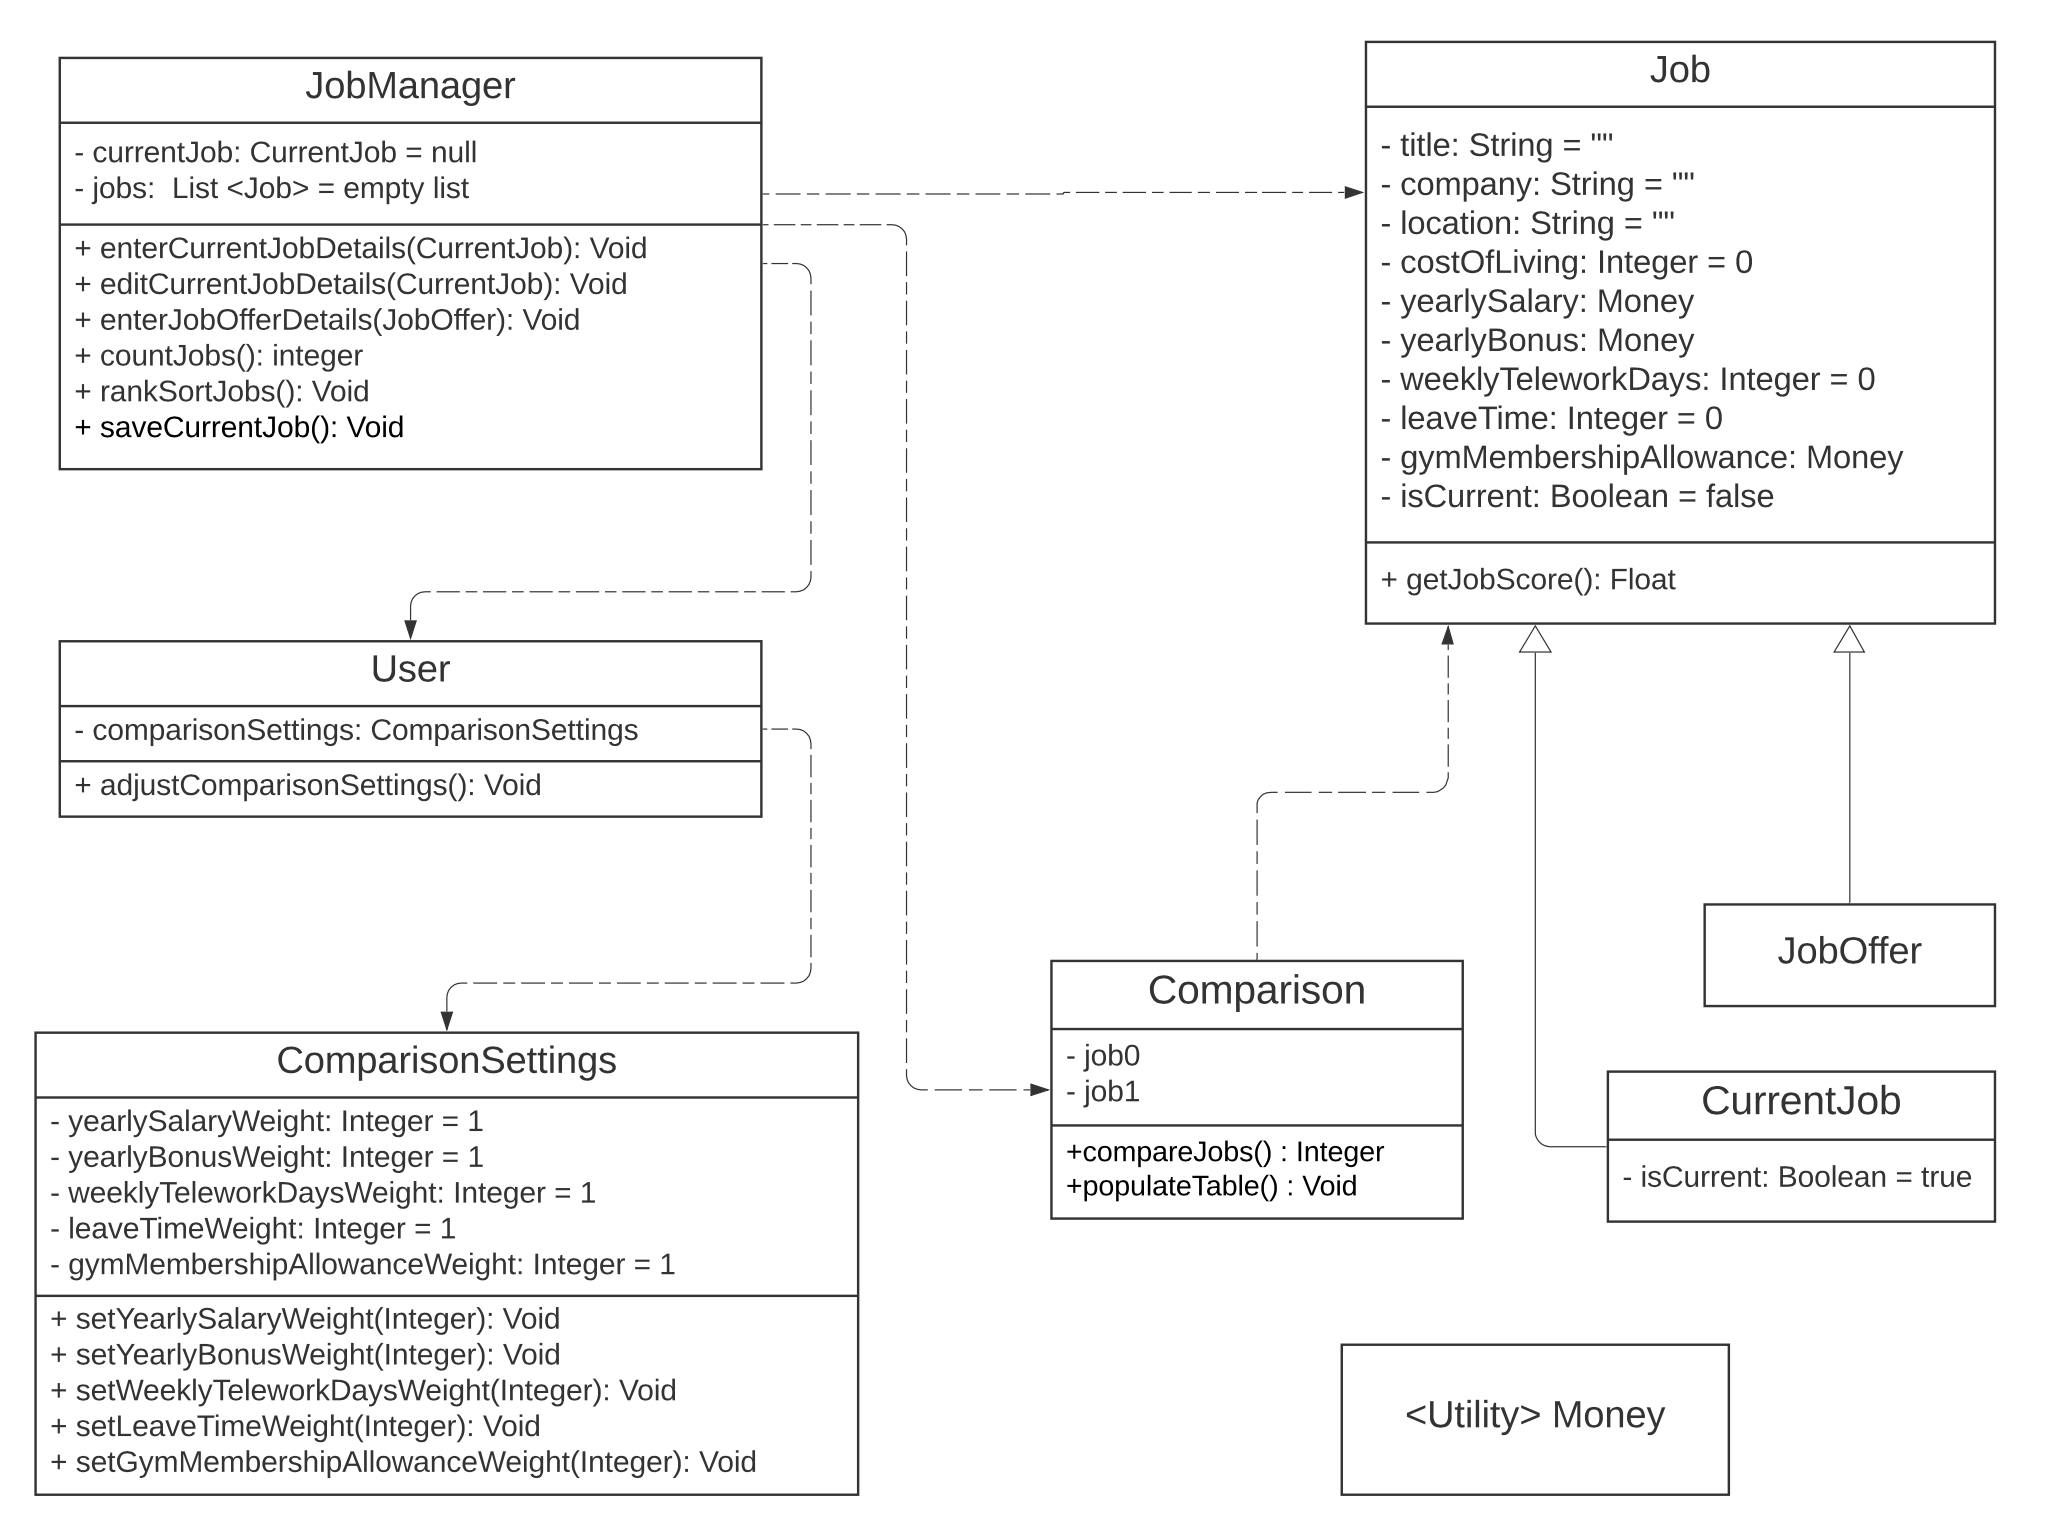 JobManager
- currentJob: CurrentJob = null
- jobs:  List <Job> = empty list
+ enterCurrentJobDetails(CurrentJob): Void
+ editCurrentJobDetails(CurrentJob): Void
+ enterJobOfferDetails(JobOffer): Void
+ countJobs(): integer
+ rankSortJobs(): Void
+ saveCurrentJob(): Void
Job
- title: String = ""
- company: String = ""
- location: String = ""
- costOfLiving: Integer = 0
- yearlySalary: Money
- yearlyBonus: Money
- weeklyTeleworkDays: Integer = 0
- leaveTime: Integer = 0
- gymMembershipAllowance: Money
- isCurrent: Boolean = false
+ getJobScore(): Float
User
- comparisonSettings: ComparisonSettings
+ adjustComparisonSettings(): Void
JobOffer
Comparison
- job0
- job1
+compareJobs() : Integer
+populateTable() : Void
CurrentJob
- isCurrent: Boolean = true
ComparisonSettings
- yearlySalaryWeight: Integer = 1
- yearlyBonusWeight: Integer = 1
- weeklyTeleworkDaysWeight: Integer = 1
- leaveTimeWeight: Integer = 1
- gymMembershipAllowanceWeight: Integer = 1
+ setYearlySalaryWeight(Integer): Void
+ setYearlyBonusWeight(Integer): Void
+ setWeeklyTeleworkDaysWeight(Integer): Void
+ setLeaveTimeWeight(Integer): Void
+ setGymMembershipAllowanceWeight(Integer): Void
<Utility> Money